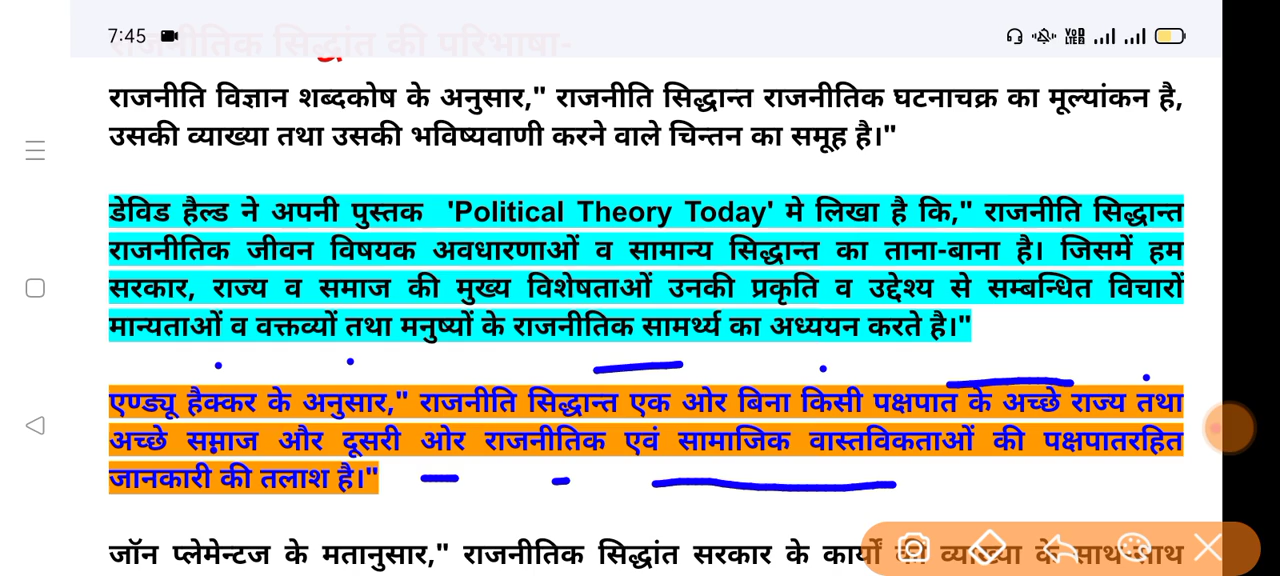 7:45
VoD LTED
राजनीतिक सिद्धांत की परिभाषा-
राजनीति विज्ञान शब्दकोष के अनुसार," राजनीति सिद्धान्त राजनीतिक घटनाचक्र का मूल्यांकन है,
उसकी व्याख्या तथा उसकी भविष्यवाणी करने वाले चिन्तन का समूह है।"
डेविड हैल्ड ने अपनी पुस्तक 'Political Theory Today' मे लिखा है कि," राजनीति सिद्धान्त
राजनीतिक जीवन विषयक अवधारणाओं व सामान्य सिद्धान्त का ताना-बाना है। जिसमें हम
सरकार, राज्य व समाज की मुख्य विशेषताओं उनकी प्रकृति व उद्देश्य से सम्बन्धित विचारों
मान्यताओं व वक्तव्यों तथा मनुष्यों के राजनीतिक सामर्थ्य का अध्ययन करते है।"
एण्ड्यू हैक्कर के अनुसार," राजनीति सिद्धान्त एक ओर बिना किसी पक्षपात के अच्छे राज्य तथा
अच्छे समाज और दूसरी ओर राजनीतिक एवं सामाजिक वास्तविकताओं की पक्षपातरहित
जानकारी की तलाश है।"
जॉन प्लेमेन्टज के मतानुसार," राजनीतिक सिद्धांत सरकार के कार्यों की व्याख्या के साथ-साथ